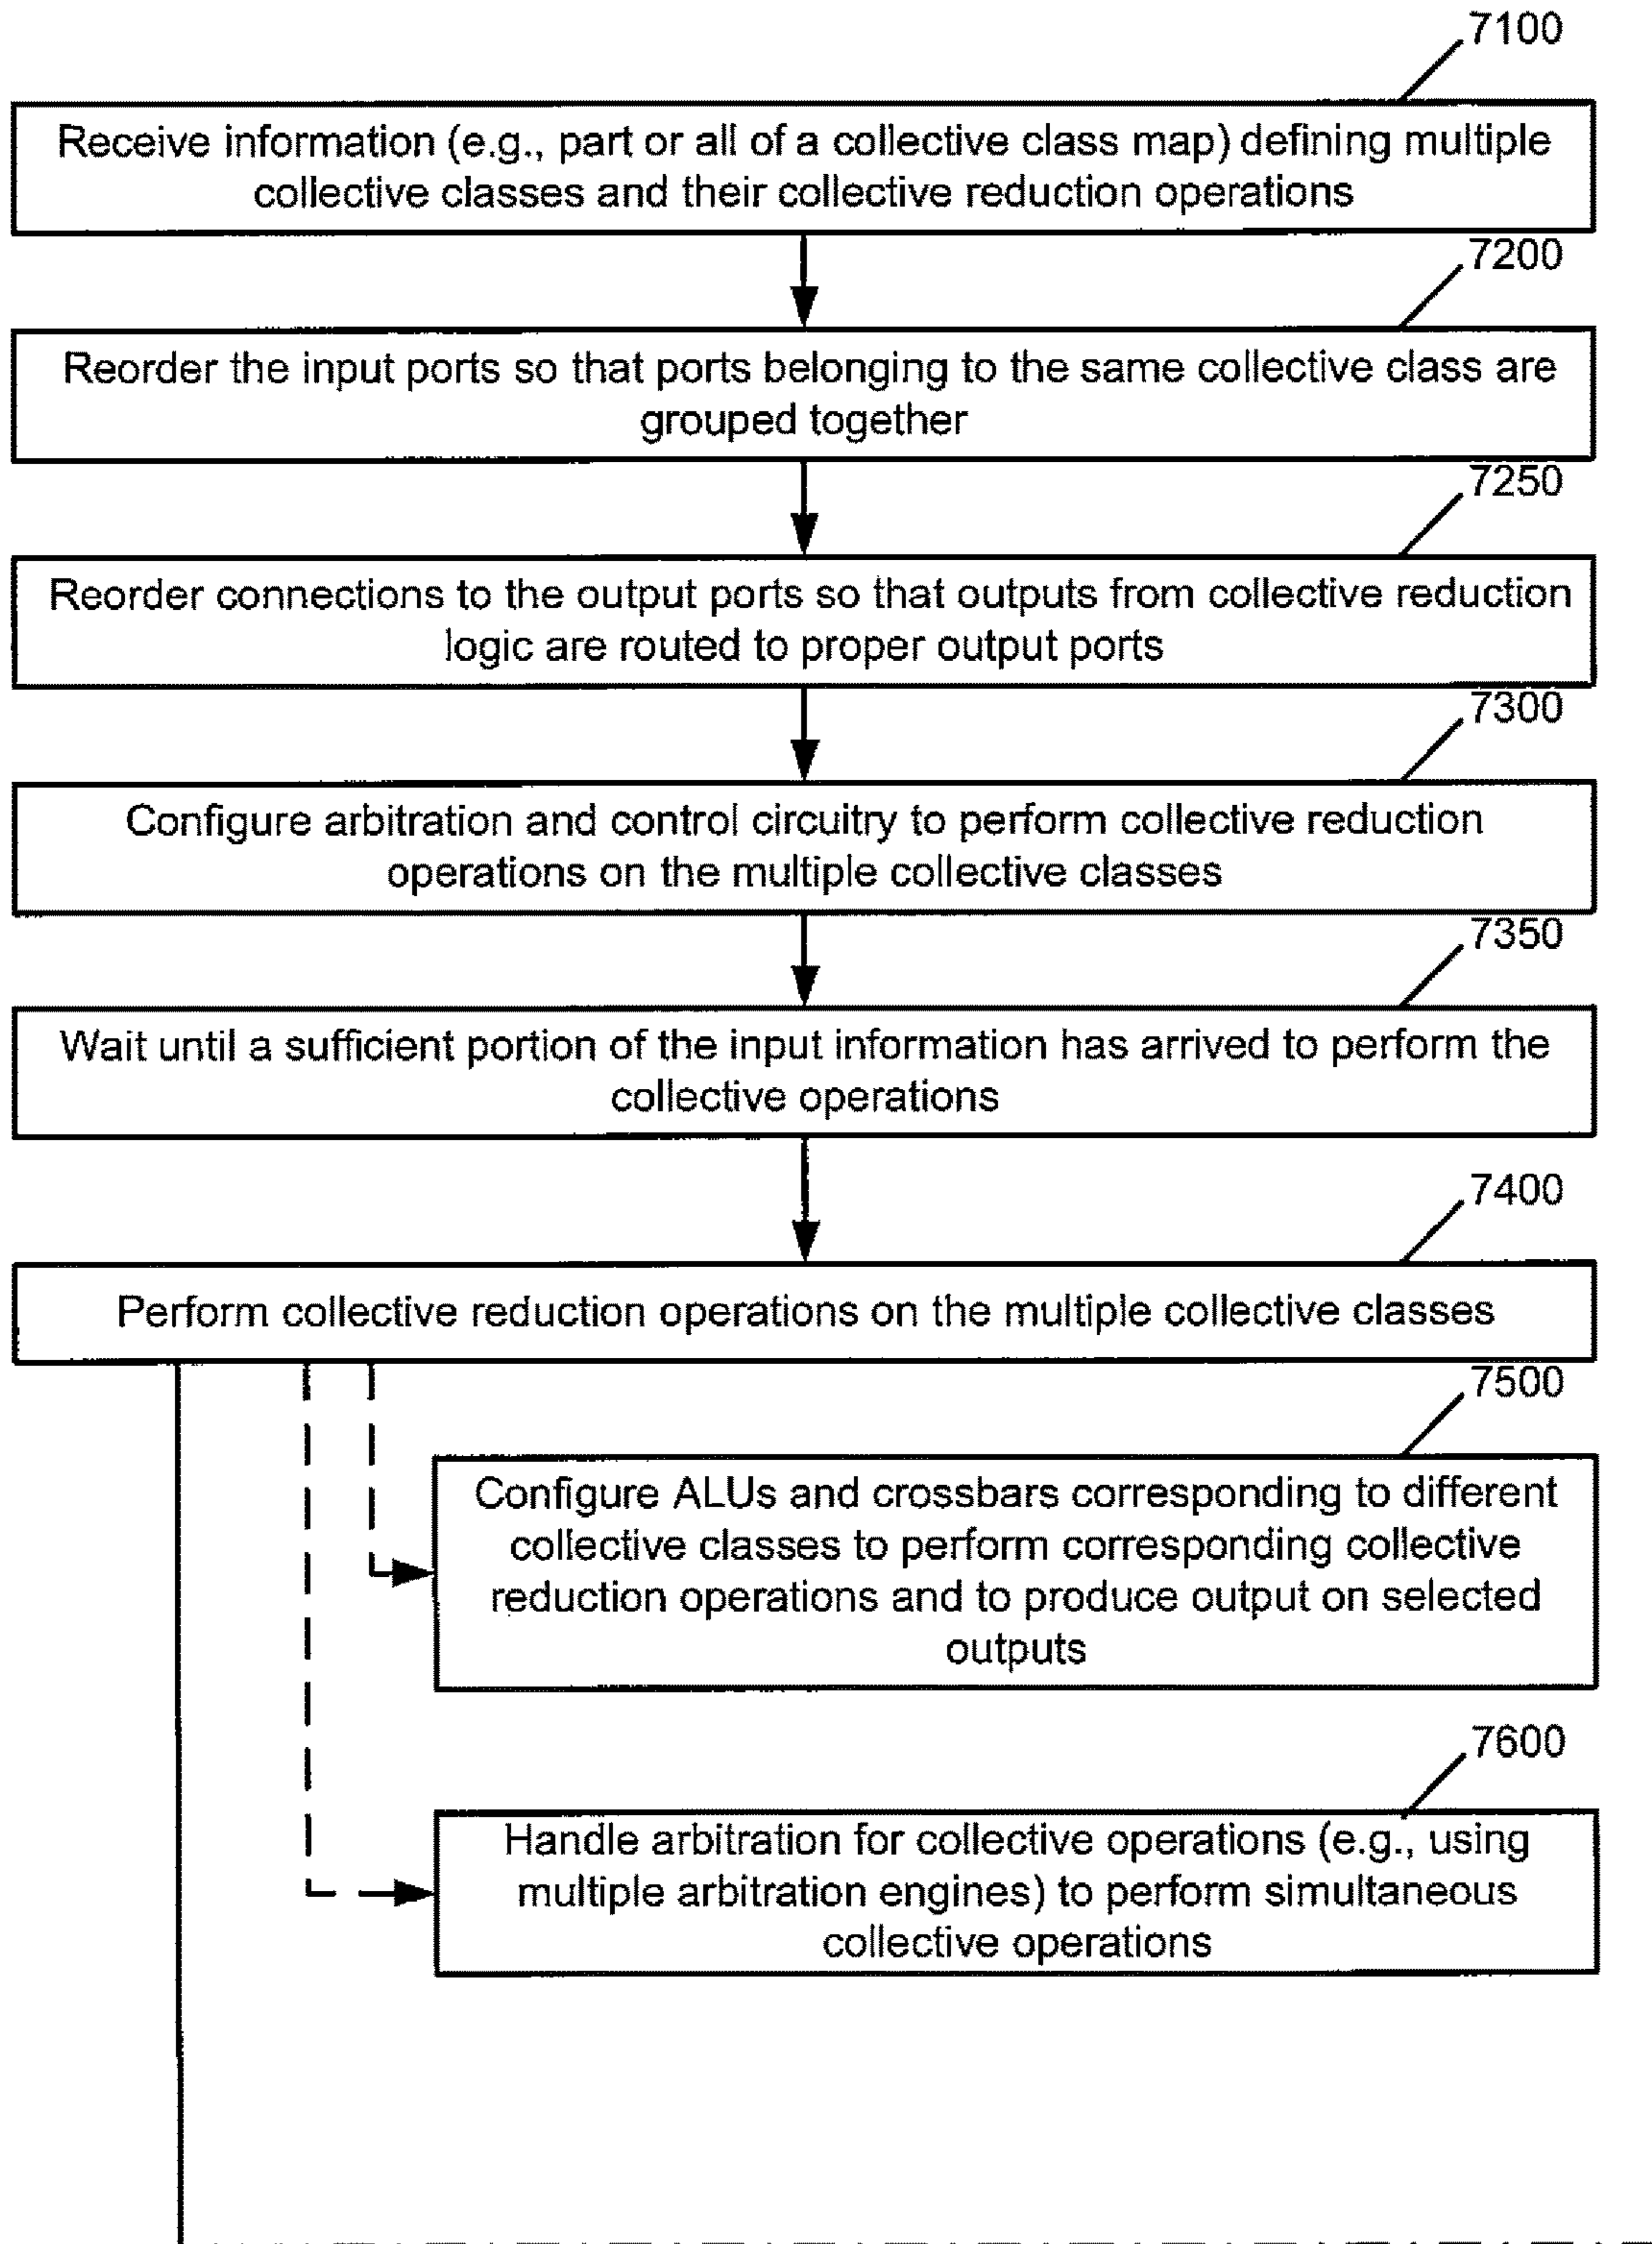 7100
Receive information (e.g., part or all of a collective class map) defining multiple
collective classes and their collective reduction operations
7200
Reorder the input ports so that ports belonging to the same collective class are
grouped together
7250
Reorder connections to the output ports so that outputs from collective reduction
logic are routed to proper output ports
7300
Configure arbitration and control circuitry to perform collective reduction
operations on the multiple collective classes
7350
Wait until a sufficient portion of the input information has arrived to perform the
collective operations
7400
Perform collective reduction operations on the multiple collective classes
7500
Configure ALUs and crossbars corresponding to different
collective classes to perform corresponding collective
reduction operations and to produce output on selected
outputs
7600
Handle arbitration for collective operations (e.g., using
multiple arbitration engines) to perform simultaneous
collective operations